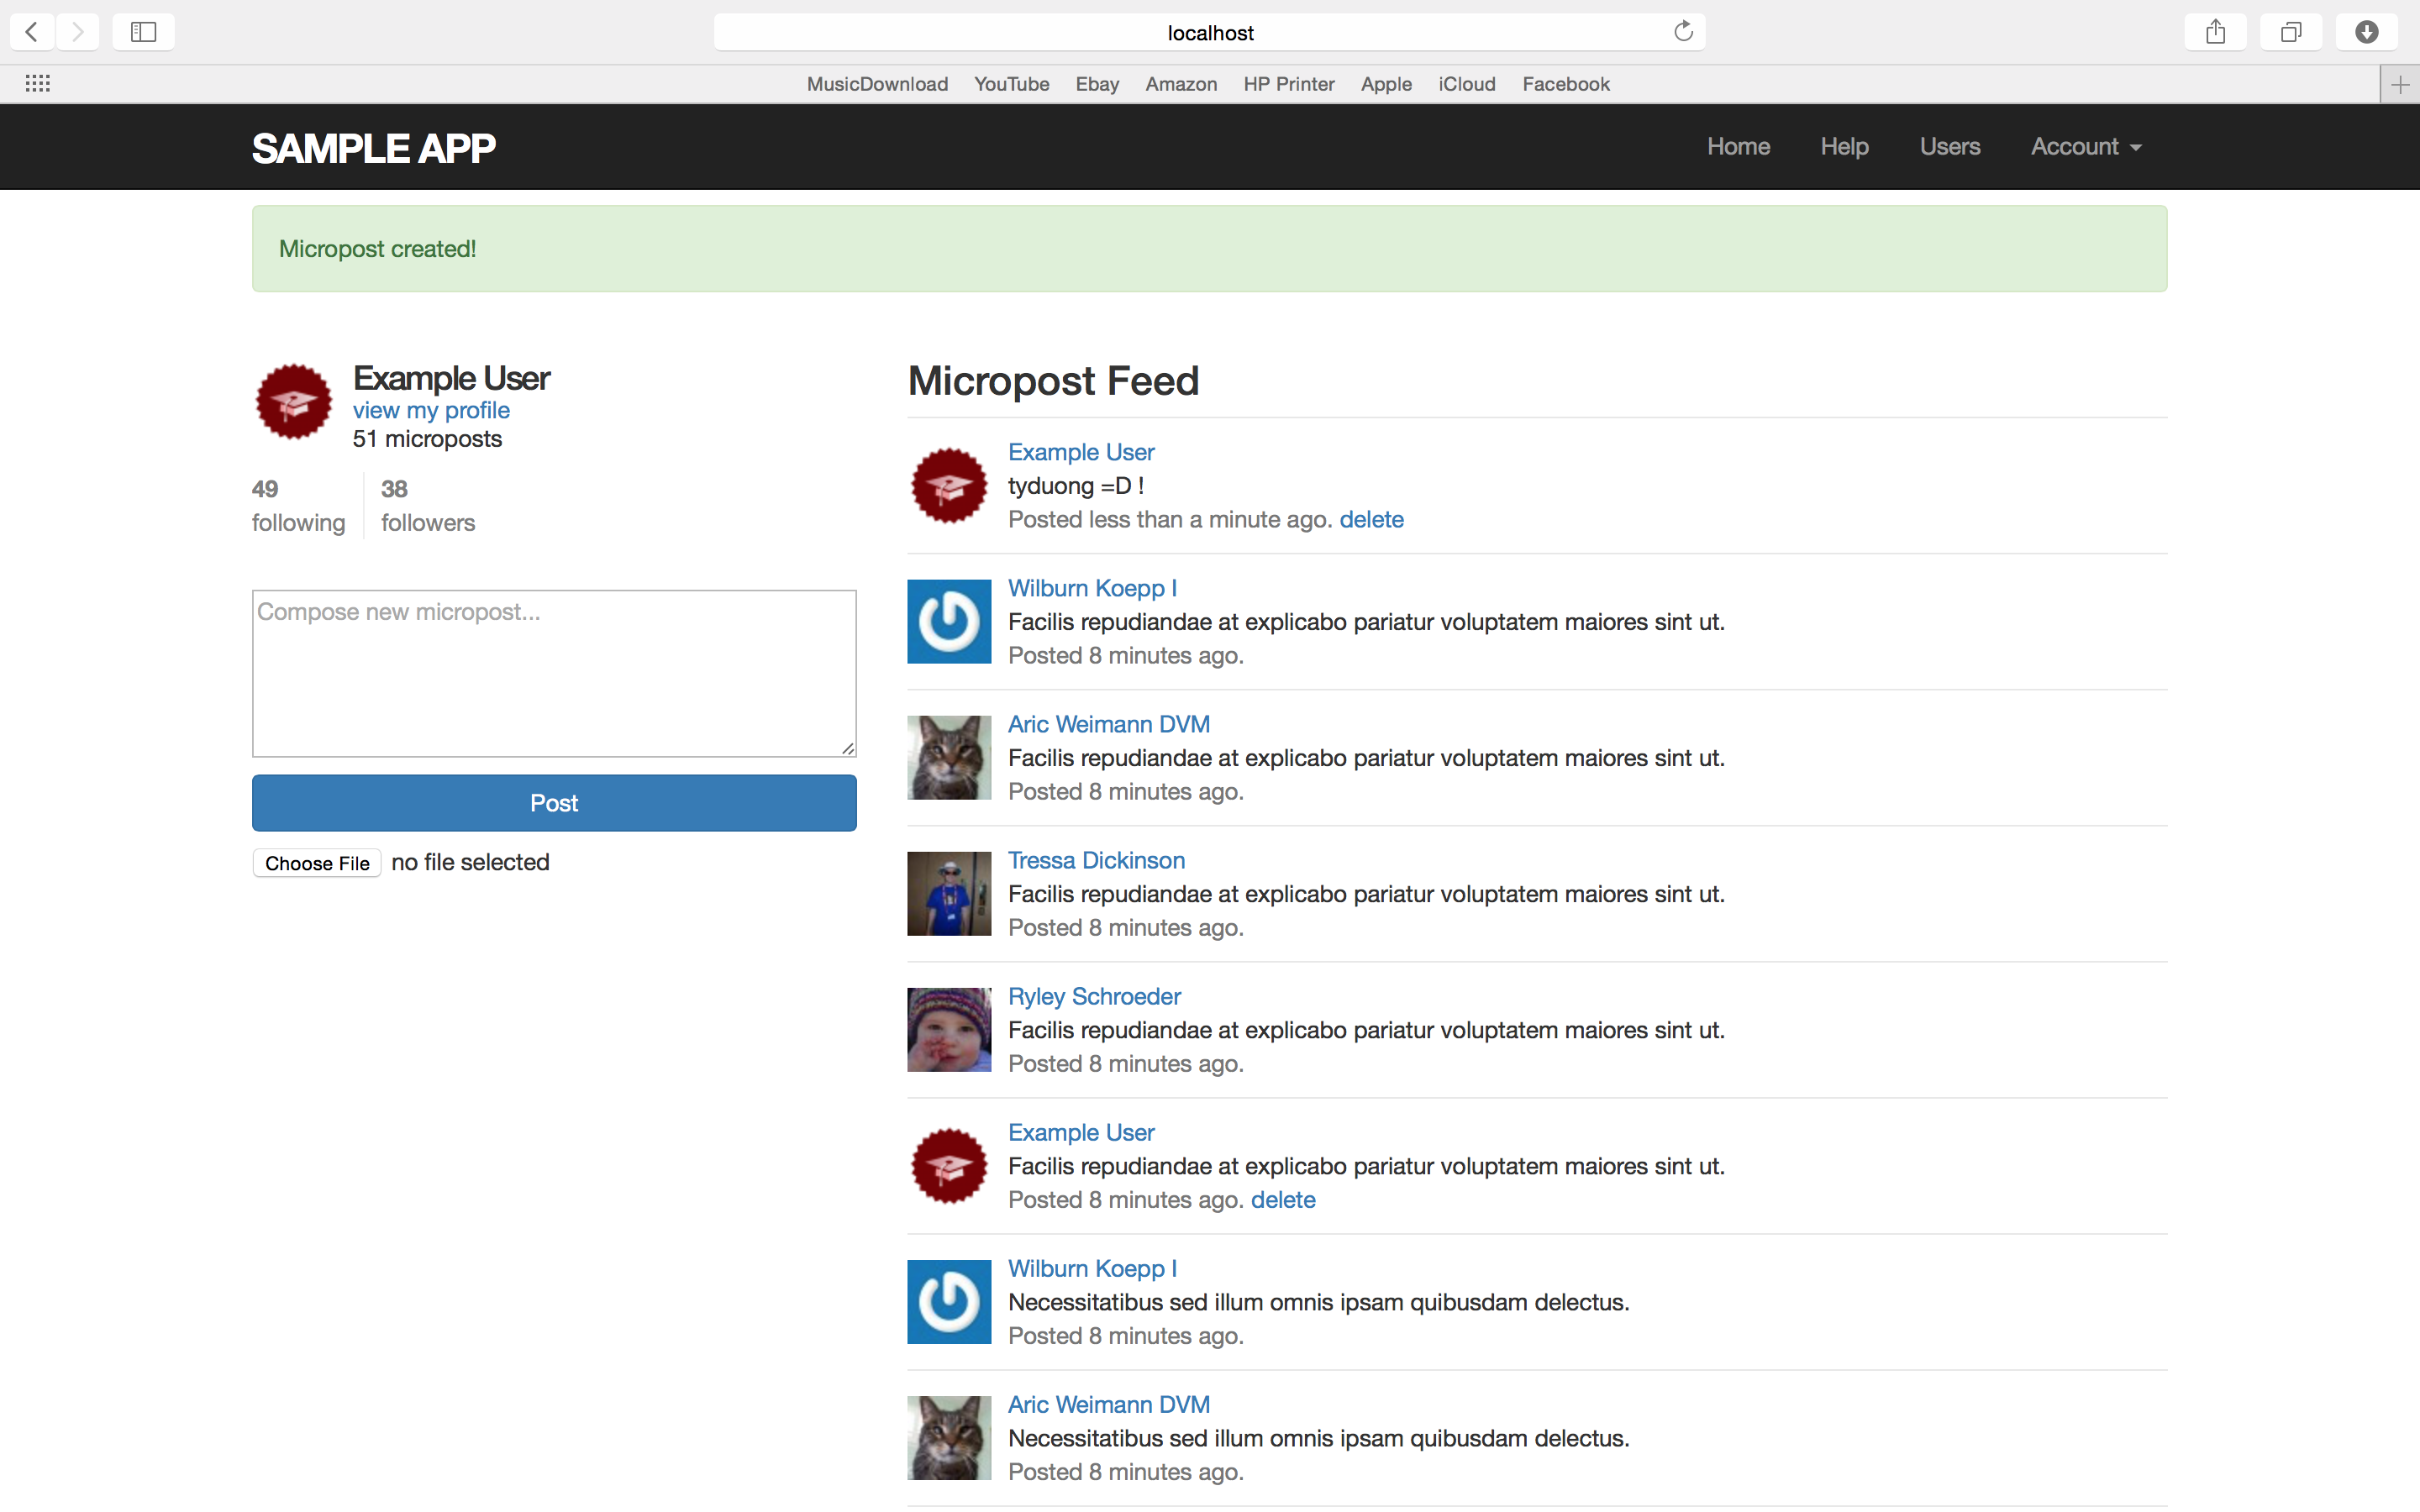 localhost
MusicDownload YouTube Ebay Amazon HP Printer Apple iCloud Facebook
SAMPLE APP
Home Help Users Account
Micropost created!
Example User
view my profile
51 microposts
49
following
38
followers
Compose new micropost...
Post
Choose File no file selected
Micropost Feed
Example User
tyduong =D !
Posted less than a minute ago. delete
Wilburn Koepp I
Facilis repudiandae at explicabo pariatur voluptatem maiores sint ut.
Posted 8 minutes ago.
Aric Weimann DVM
Facilis repudiandae at explicabo pariatur voluptatem maiores sint ut.
Posted 8 minutes ago.
Tressa Dickinson
Facilis repudiandae at explicabo pariatur voluptatem maiores sint ut.
Posted 8 minutes ago.
Ryley Schroeder
Facilis repudiandae at explicabo pariatur voluptatem maiores sint ut.
Posted 8 minutes ago.
Example User
Facilis repudiandae at explicabo pariatur voluptatem maiores sint ut.
Posted 8 minutes ago. delete
Wilburn Koepp I
Necessitatibus sed illum omnis ipsam quibusdam delectus.
Posted 8 minutes ago.
Aric Weimann DVM
Necessitatibus sed illum omnis ipsam quibusdam delectus.
Posted 8 minutes ago.